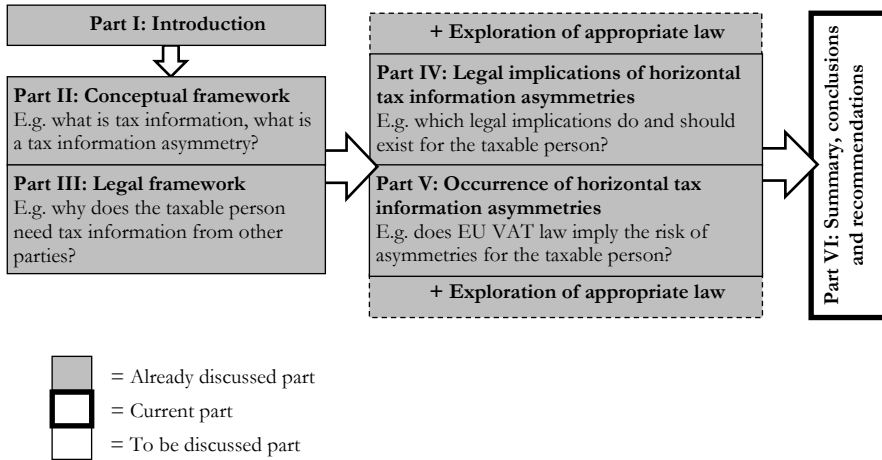 Part I: Introduction
Part II: Conceptual framework
E.g. what is tax information, what is
a tax information asymmetry?
Part III: Legal framework
E.g. why does the taxable person
need tax information from other
parties?
+ Exploration of appropriate law
Part IV: Legal implications of horizontal
tax information asymmetries
E.g. which legal implications do and should
exist for the taxable person?
Part V: Occurrence of horizontal tax
information asymmetries
E.g. does EU VAT law imply the risk of
asymmetries for the taxable person?
+ Exploration of appropriate law
Part VI: Summary, conclusions
and recommendations
= Already discussed part
= Current part
= To be discussed part